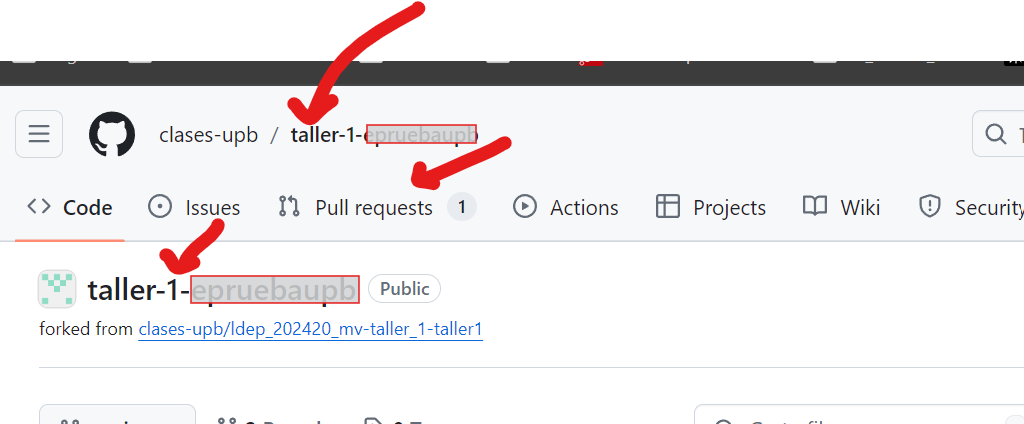 clases-upb / taller-1-epruebaupb
Code Issues Pull requests 1 Actions Projects Wiki Security
taller-1-epruebaupb Public
forked from clases-upb/ldep_202420_mv-taller_1-taller1